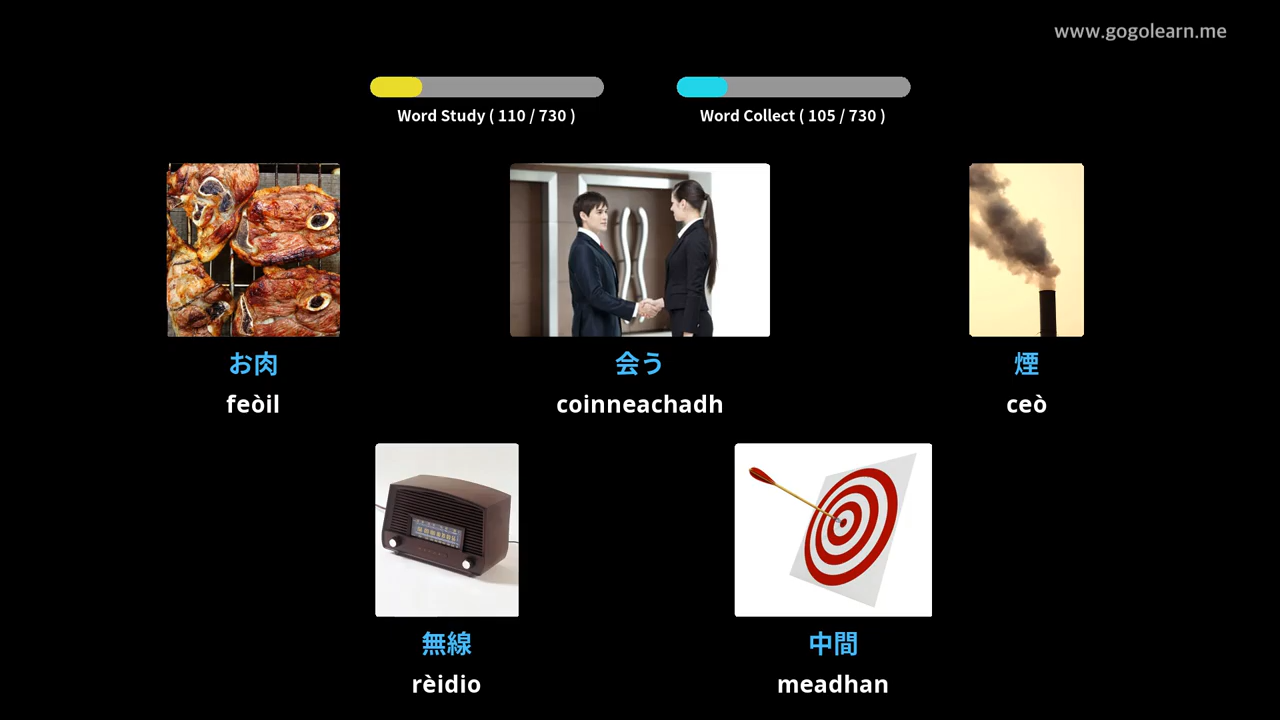 www.gogolearn.me
Word Study ( 110 / 730 )
Word Collect ( 105 / 730 )
お肉
会う
煙
feòil
coinneachadh
ceò
無線
中間
rèidio
meadhan